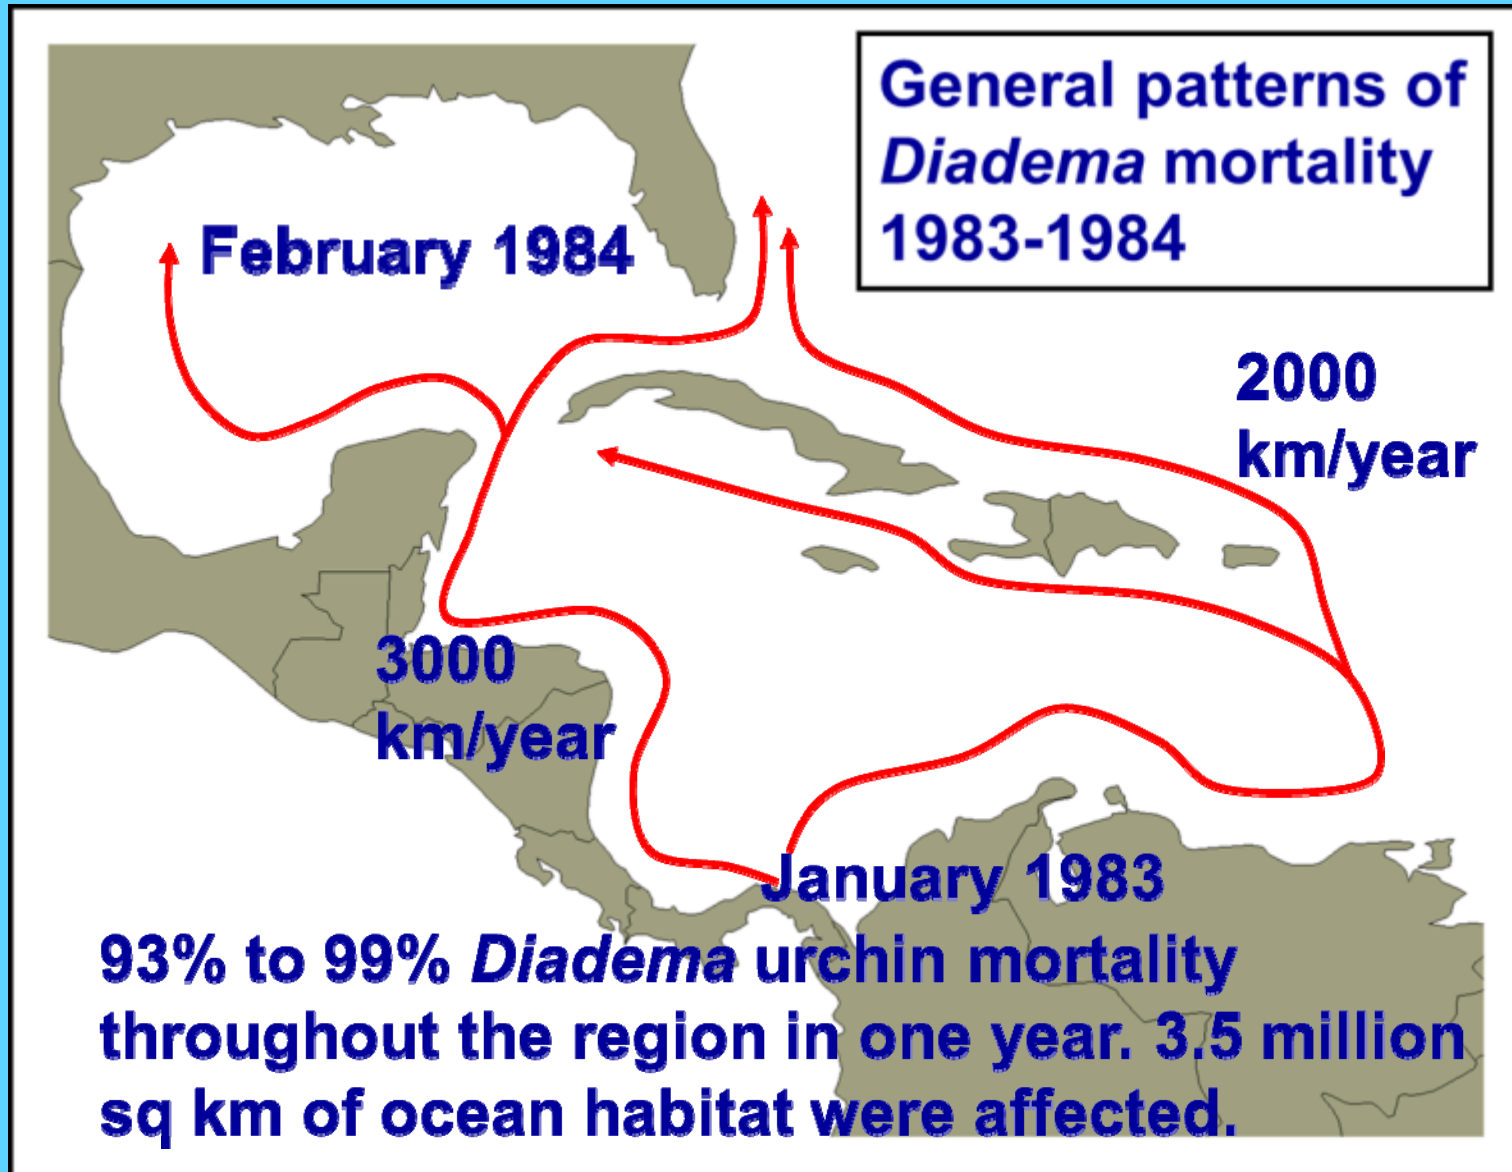 General patterns of
Diadema mortality
1983-1984
February 1984
2000
km/year
3000
km/year
January 1983
93% to 99% Diadema urchin mortality
throughout the region in one year. 3.5 million
sq km of ocean habitat were affected.